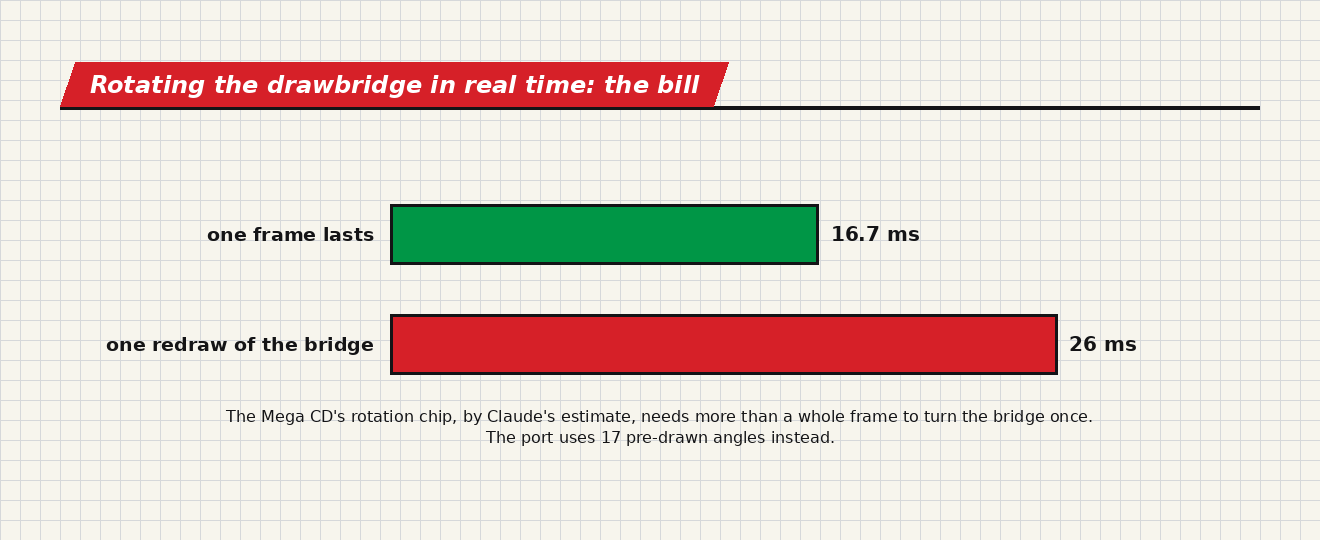 Rotating the drawbridge in real time: the bill
one frame lasts
16.7 ms
one redraw of the bridge
26 ms
The Mega CD's rotation chip, by Claude's estimate, needs more than a whole frame to turn the bridge once.
The port uses 17 pre-drawn angles instead.